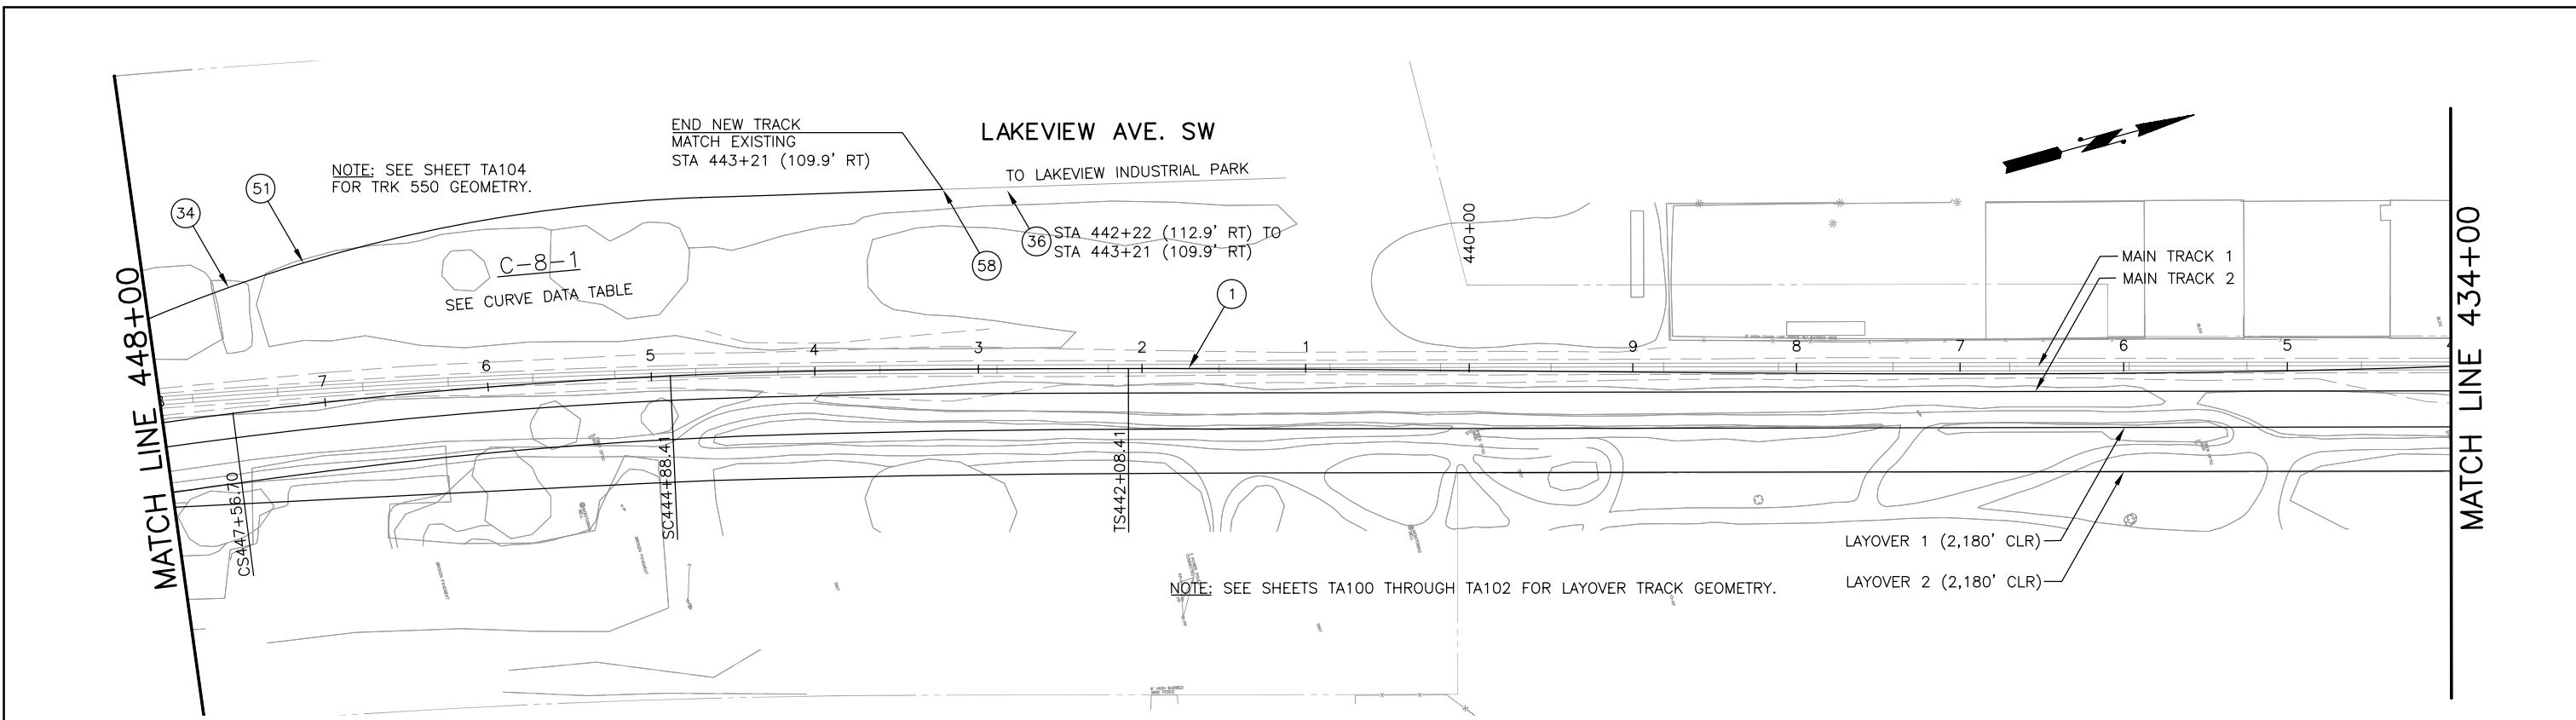 END NEW TRACK
MATCH EXISTING
STA 443+21 (109.9' RT)
LAKEVIEW AVE. SW
NOTE: SEE SHEET TA104
FOR TRK 550 GEOMETRY.
TO LAKEVIEW INDUSTRIAL PARK
51
34
36
STA 442+22 (112.9' RT) TO
STA 443+21 (109.9' RT)
58
C-8-1
SEE CURVE DATA TABLE
1
440+00
MAIN TRACK 1
MAIN TRACK 2
MATCH LINE 448+00
MATCH LINE 434+00
7
6
5
4
3
2
1
9
8
7
6
5
CS447+56.70
SC444+88.41
TS442+08.41
LAYOVER 1 (2,180' CLR)
LAYOVER 2 (2,180' CLR)
NOTE: SEE SHEETS TA100 THROUGH TA102 FOR LAYOVER TRACK GEOMETRY.
BROKEN PAVEMENT
BROKEN PAVEMENT